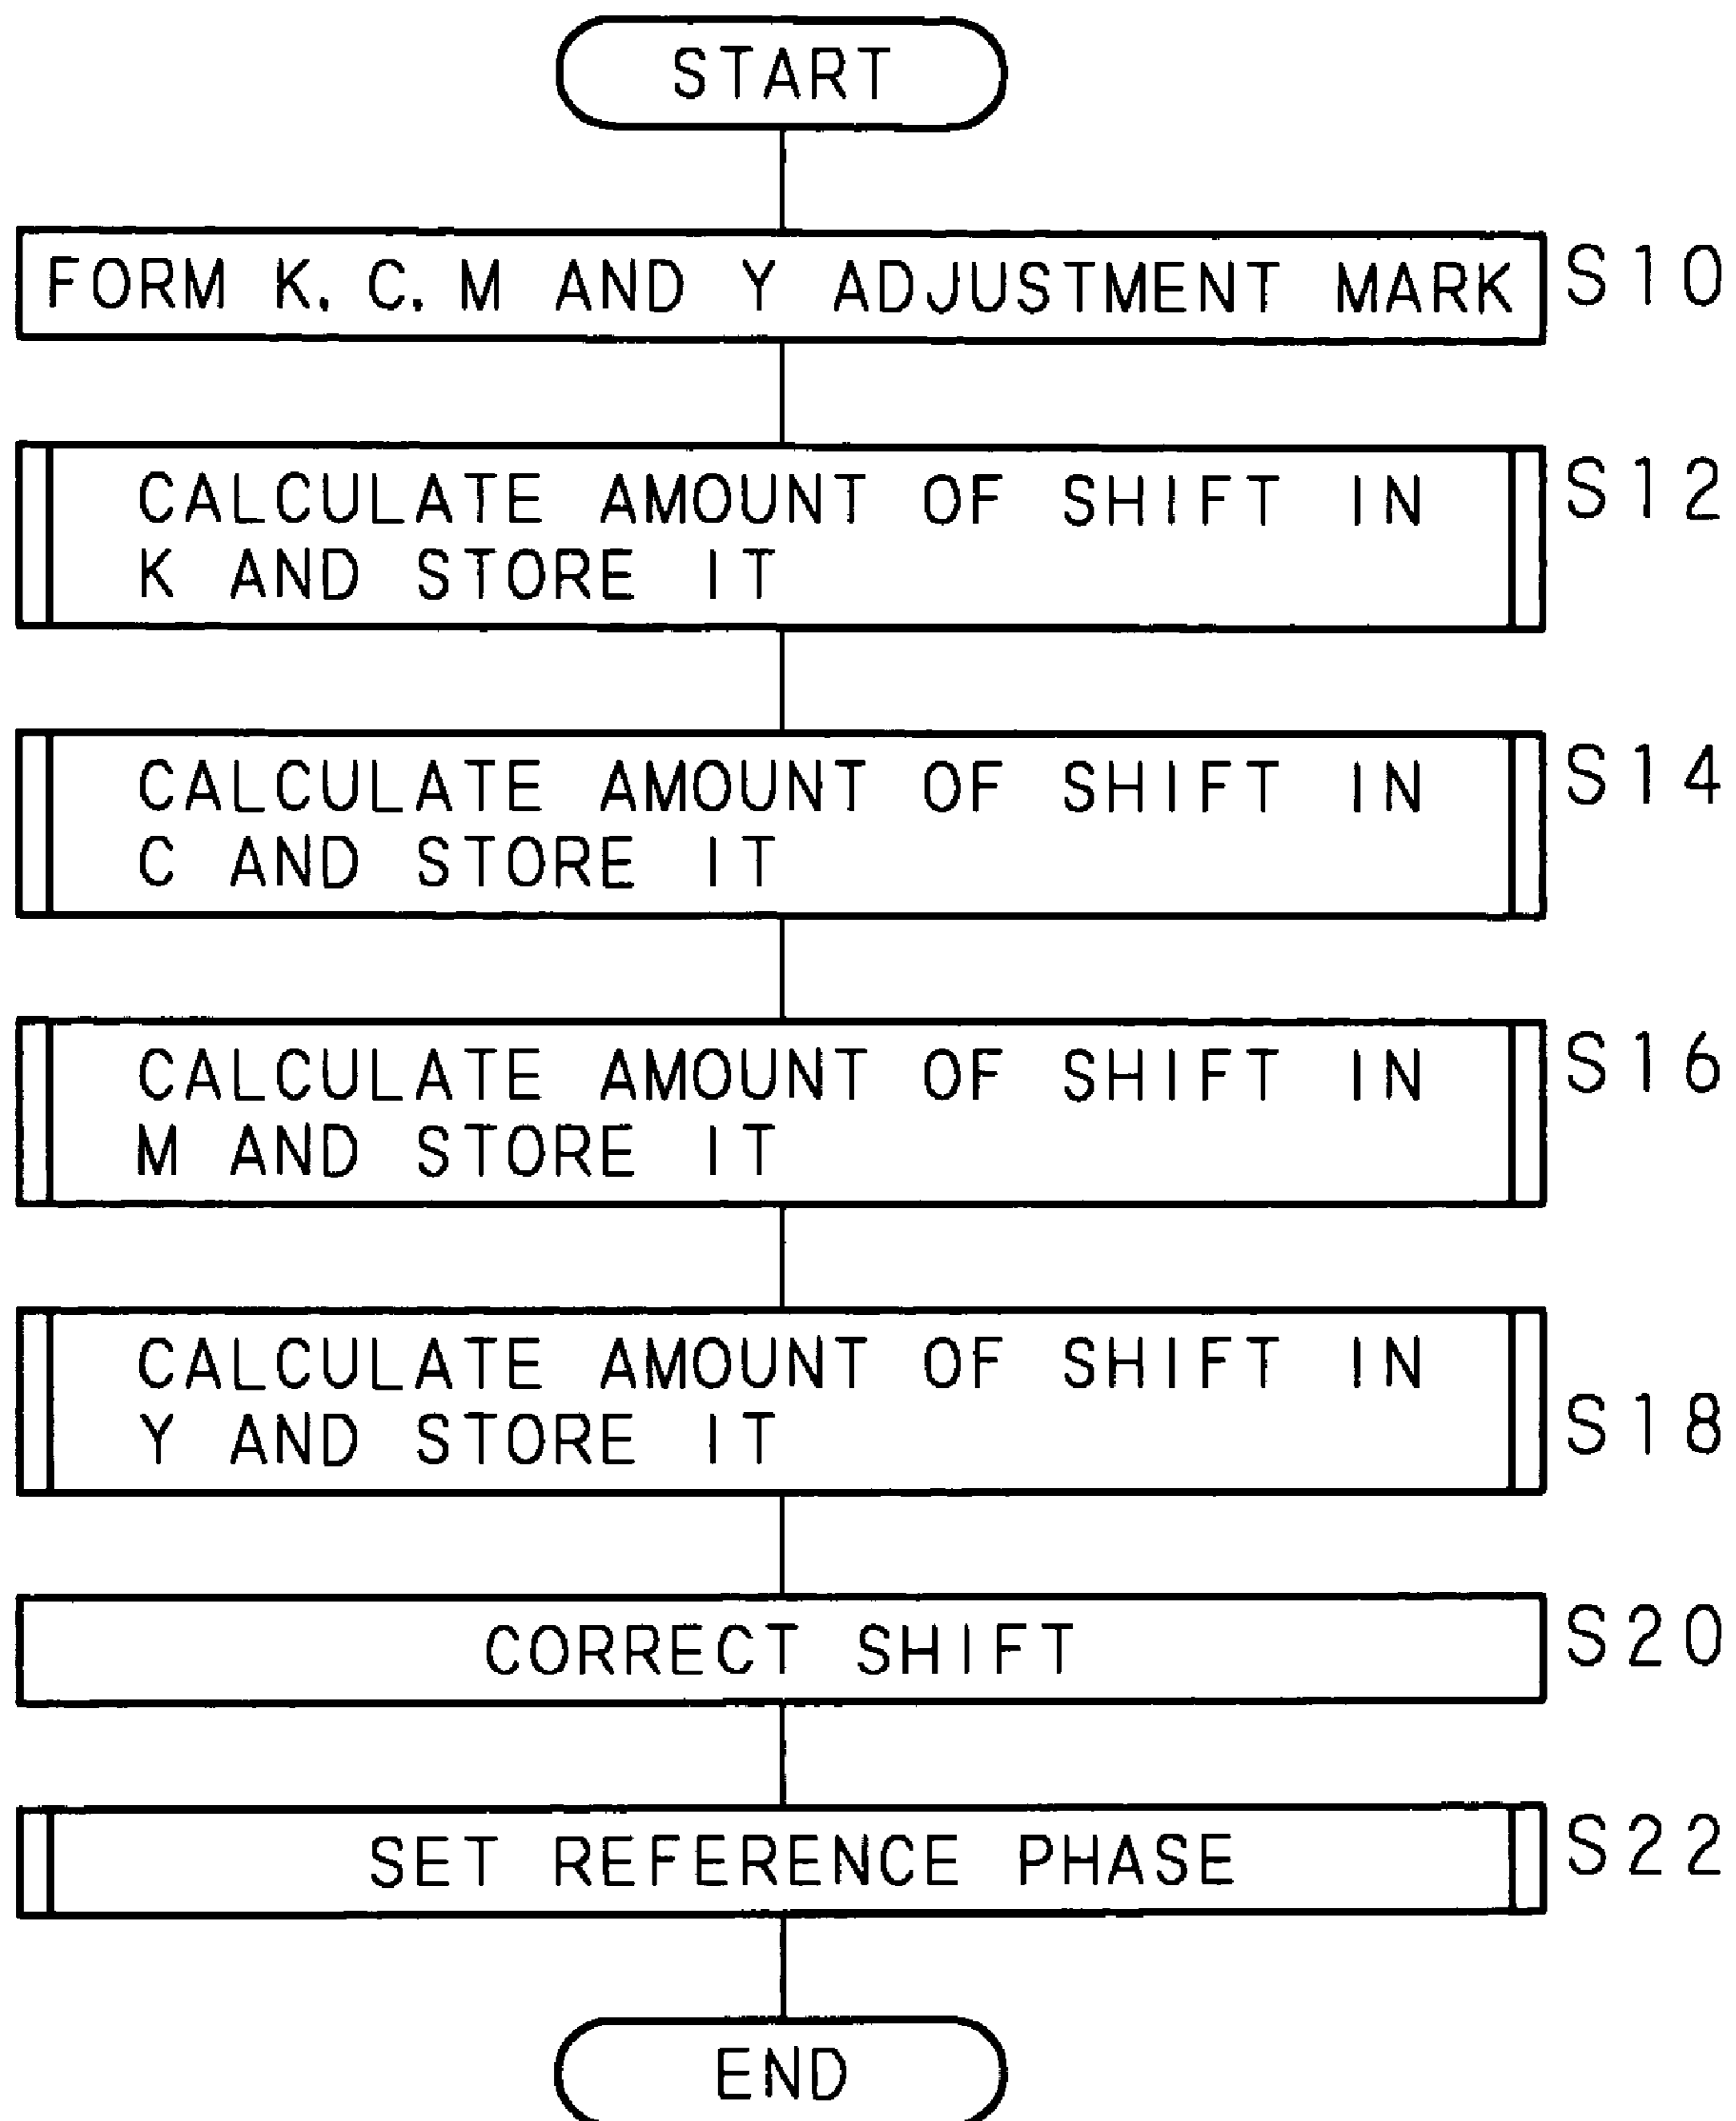 START
FORM K, C, M AND Y ADJUSTMENT MARK S10
CALCULATE AMOUNT OF SHIFT IN S12
K AND STORE IT
CALCULATE AMOUNT OF SHIFT IN S14
C AND STORE IT
CALCULATE AMOUNT OF SHIFT IN S16
M AND STORE IT
CALCULATE AMOUNT OF SHIFT IN
Y AND STORE IT S18
CORRECT SHIFT S20
SET REFERENCE PHASE S22
END